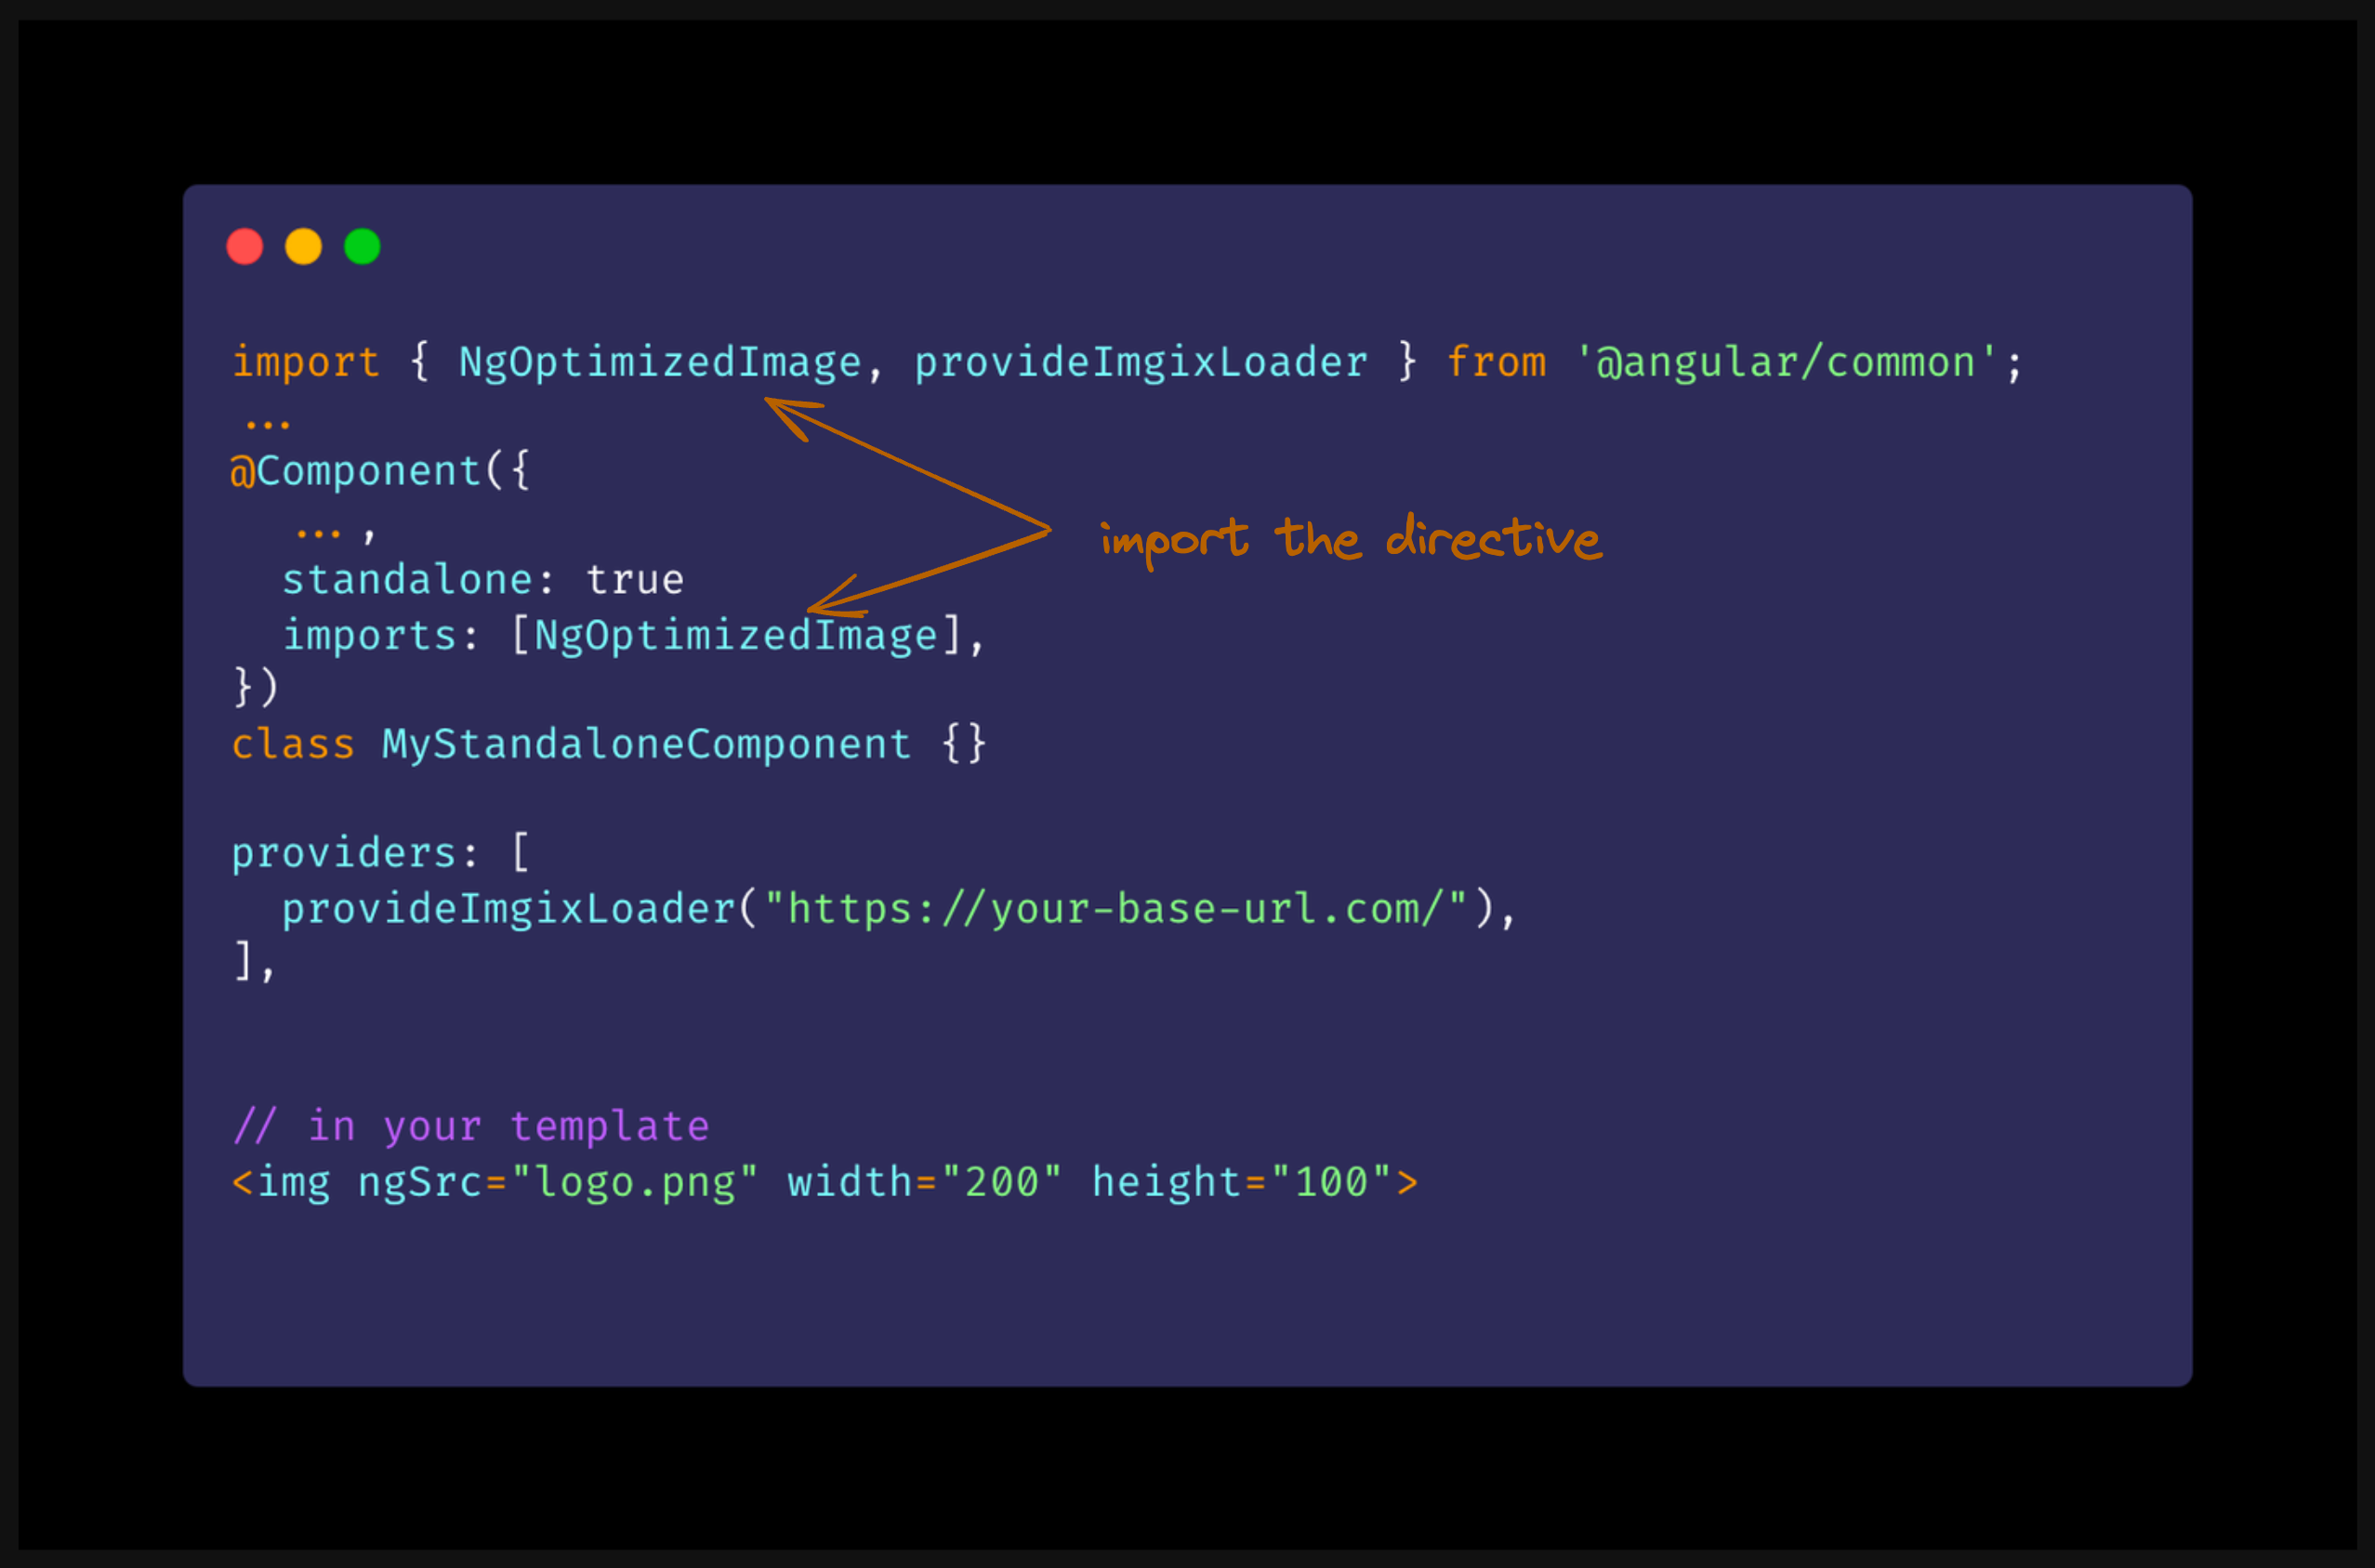 import { NgOptimizedImage, provideImgixLoader } from '@angular/common';
...
@Component({
... ,
import the directive
standalone: true
imports: [NgOptimizedImage],
})
class MyStandaloneComponent {}
providers: [
provideImgixLoader("https://your-base-url.com/"),
],
// in your template
<img ngSrc="logo.png" width="200" height="100">